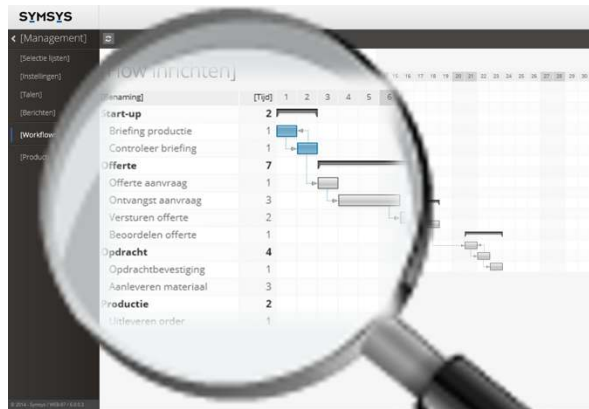 SYMSYS
[Management]
[Selectie lijsten]
[Instellingen]
[Talen]
[Berichten]
[Workflow
[Produc
Flow inrichten]
Benaming] [Tijd] 1 2 3 4 5 6 15 16 17 18 19 20 21 22 23 24 25 26 27 28 29 30
Start-up 2
Briefing productie 1
Controleer briefing 1
Offerte 7
Offerte aanvraag 1
Ontvangst aanvraag 3
Versturen offerte 2
Beoordelen offerte 1
Opdracht 4
Opdrachtbevestiging 1
Aanleveren materiaal 3
Productie 2
Uitleveren order 1